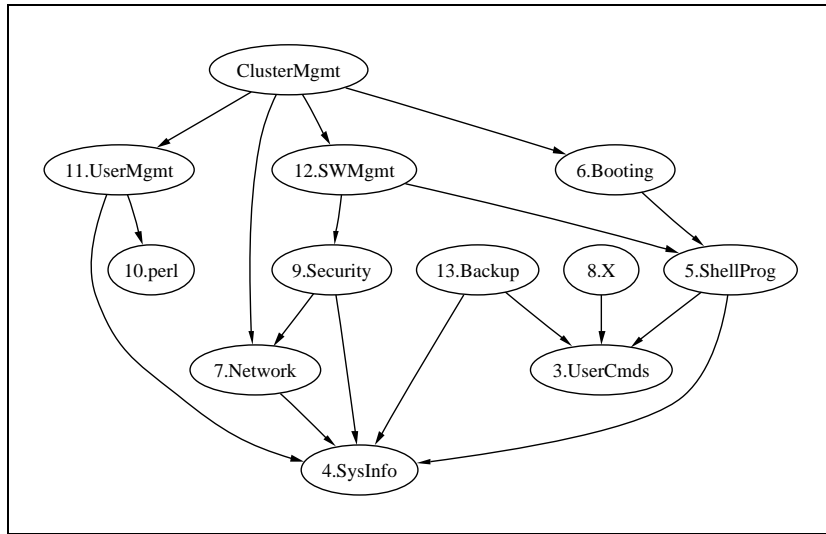 ClusterMgmt
11.UserMgmt
12.SWMgmt
6.Booting
10.perl
9.Security
13.Backup
8.X
5.ShellProg
7.Network
3.UserCmds
4.SysInfo